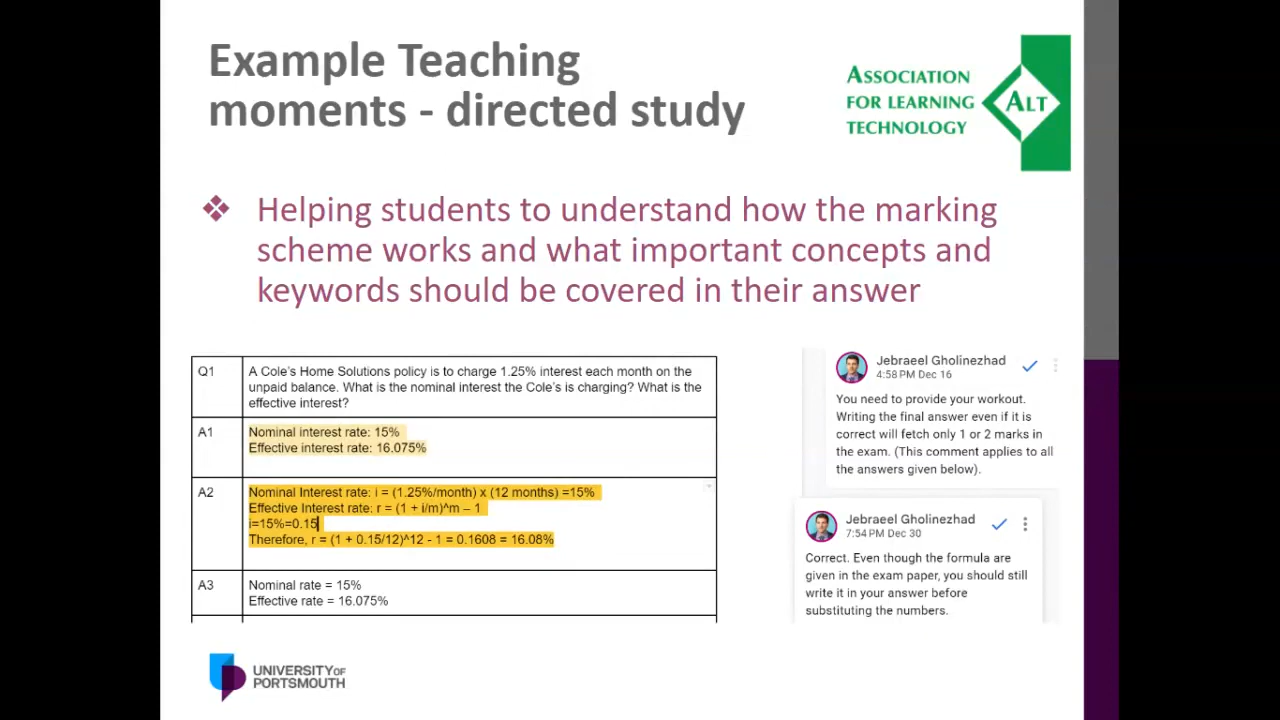 Example Teaching
moments - directed study
ASSOCIATION
FOR LEARNING
TECHNOLOGY
ALT
Helping students to understand how the marking
scheme works and what important concepts and
keywords should be covered in their answer
Q1
A Cole's Home Solutions policy is to charge 1.25% interest each month on the
unpaid balance. What is the nominal interest the Cole's is charging? What is the
effective interest?
A1
Nominal interest rate: 15%
Effective interest rate: 16.075%
A2
Nominal Interest rate: i = (1.25%/month) x (12 months) =15%
Effective Interest rate: r = (1 + i/m)^m – 1
i=15%=0.15
Therefore, r = (1 + 0.15/12)^12 - 1 = 0.1608 = 16.08%
A3
Nominal rate = 15%
Effective rate = 16.075%
Jebraeel Gholinezhad
4:58 PM Dec 16
You need to provide your workout.
Writing the final answer even if it is
correct will fetch only 1 or 2 marks in
the exam. (This comment applies to all
the answers given below).
Jebraeel Gholinezhad
7:54 PM Dec 30
Correct. Even though the formula are
given in the exam paper, you should still
write it in your answer before
substituting the numbers.
UNIVERSITY OF
PORTSMOUTH